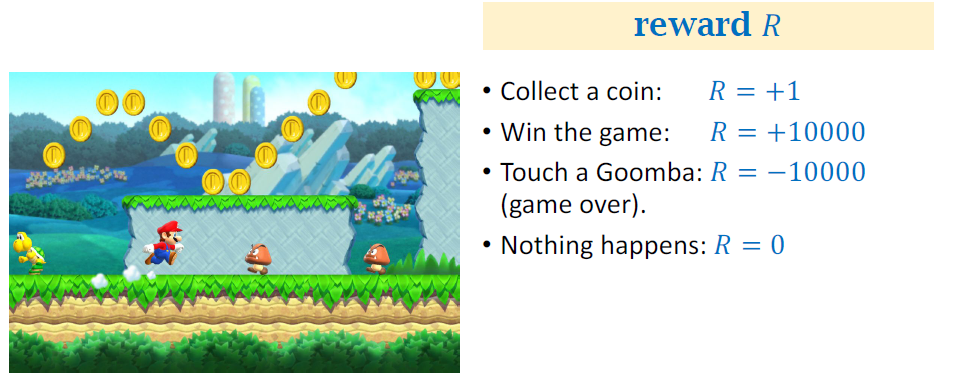 reward R
• Collect a coin: R = +1
• Win the game: R = +10000
• Touch a Goomba: R = −10000
(game over).
• Nothing happens: R = 0